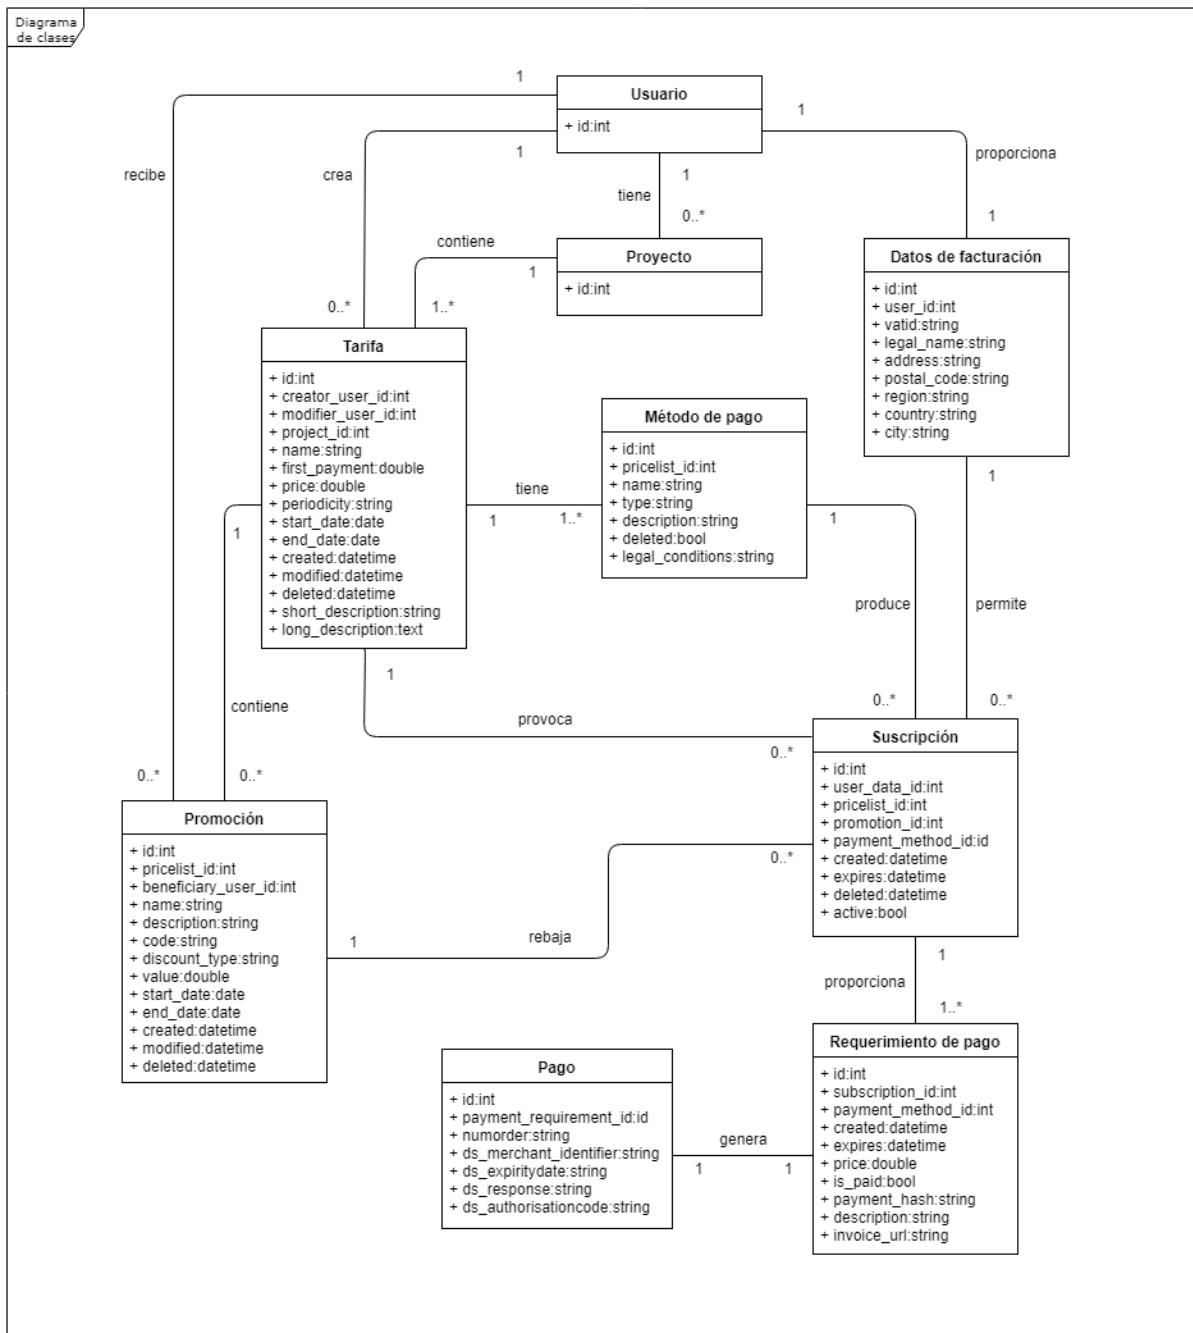 Diagrama
de clases
1
Usuario
+ id:int
1
recibe
crea
1
1
tiene
proporciona
0..*
1
contiene
Proyecto
1
+ id:int
0..*
1..*
Datos de facturación
+ id:int
+ user_id:int
+ vatid:string
+ legal_name:string
+ address:string
+ postal_code:string
+ region:string
+ country:string
+ city:string
1
Tarifa
+ id:int
+ creator_user_id:int
+ modifier_user_id:int
+ project_id:int
+ name:string
+ first_payment:double
+ price:double
+ periodicity:string
+ start_date:date
+ end_date:date
+ created:datetime
+ modified:datetime
+ deleted:datetime
+ short_description:string
+ long_description:text
tiene
1
1..*
Método de pago
+ id:int
+ pricelist_id:int
+ name:string
+ type:string
+ description:string
+ deleted:bool
+ legal_conditions:string
1
1
produce
permite
1
contiene
provoca
0..*
0..*
0..*
0..*
0..*
Suscripción
+ id:int
+ user_data_id:int
+ pricelist_id:int
+ promotion_id:int
+ payment_method_id:id
+ created:datetime
+ expires:datetime
+ deleted:datetime
+ active:bool
Promoción
+ id:int
+ pricelist_id:int
+ beneficiary_user_id:int
+ name:string
+ description:string
+ code:string
+ discount_type:string
+ value:double
+ start_date:date
+ end_date:date
+ created:datetime
+ modified:datetime
+ deleted:datetime
0..*
1
rebaja
1
proporciona
1..*
Requerimiento de pago
+ id:int
+ subscription_id:int
+ payment_method_id:int
+ created:datetime
+ expires:datetime
+ price:double
+ is_paid:bool
+ payment_hash:string
+ description:string
+ invoice_url:string
Pago
+ id:int
+ payment_requirement_id:id
+ numorder:string
+ ds_merchant_identifier:string
+ ds_expiritydate:string
+ ds_response:string
+ ds_authorisationcode:string
genera
1
1